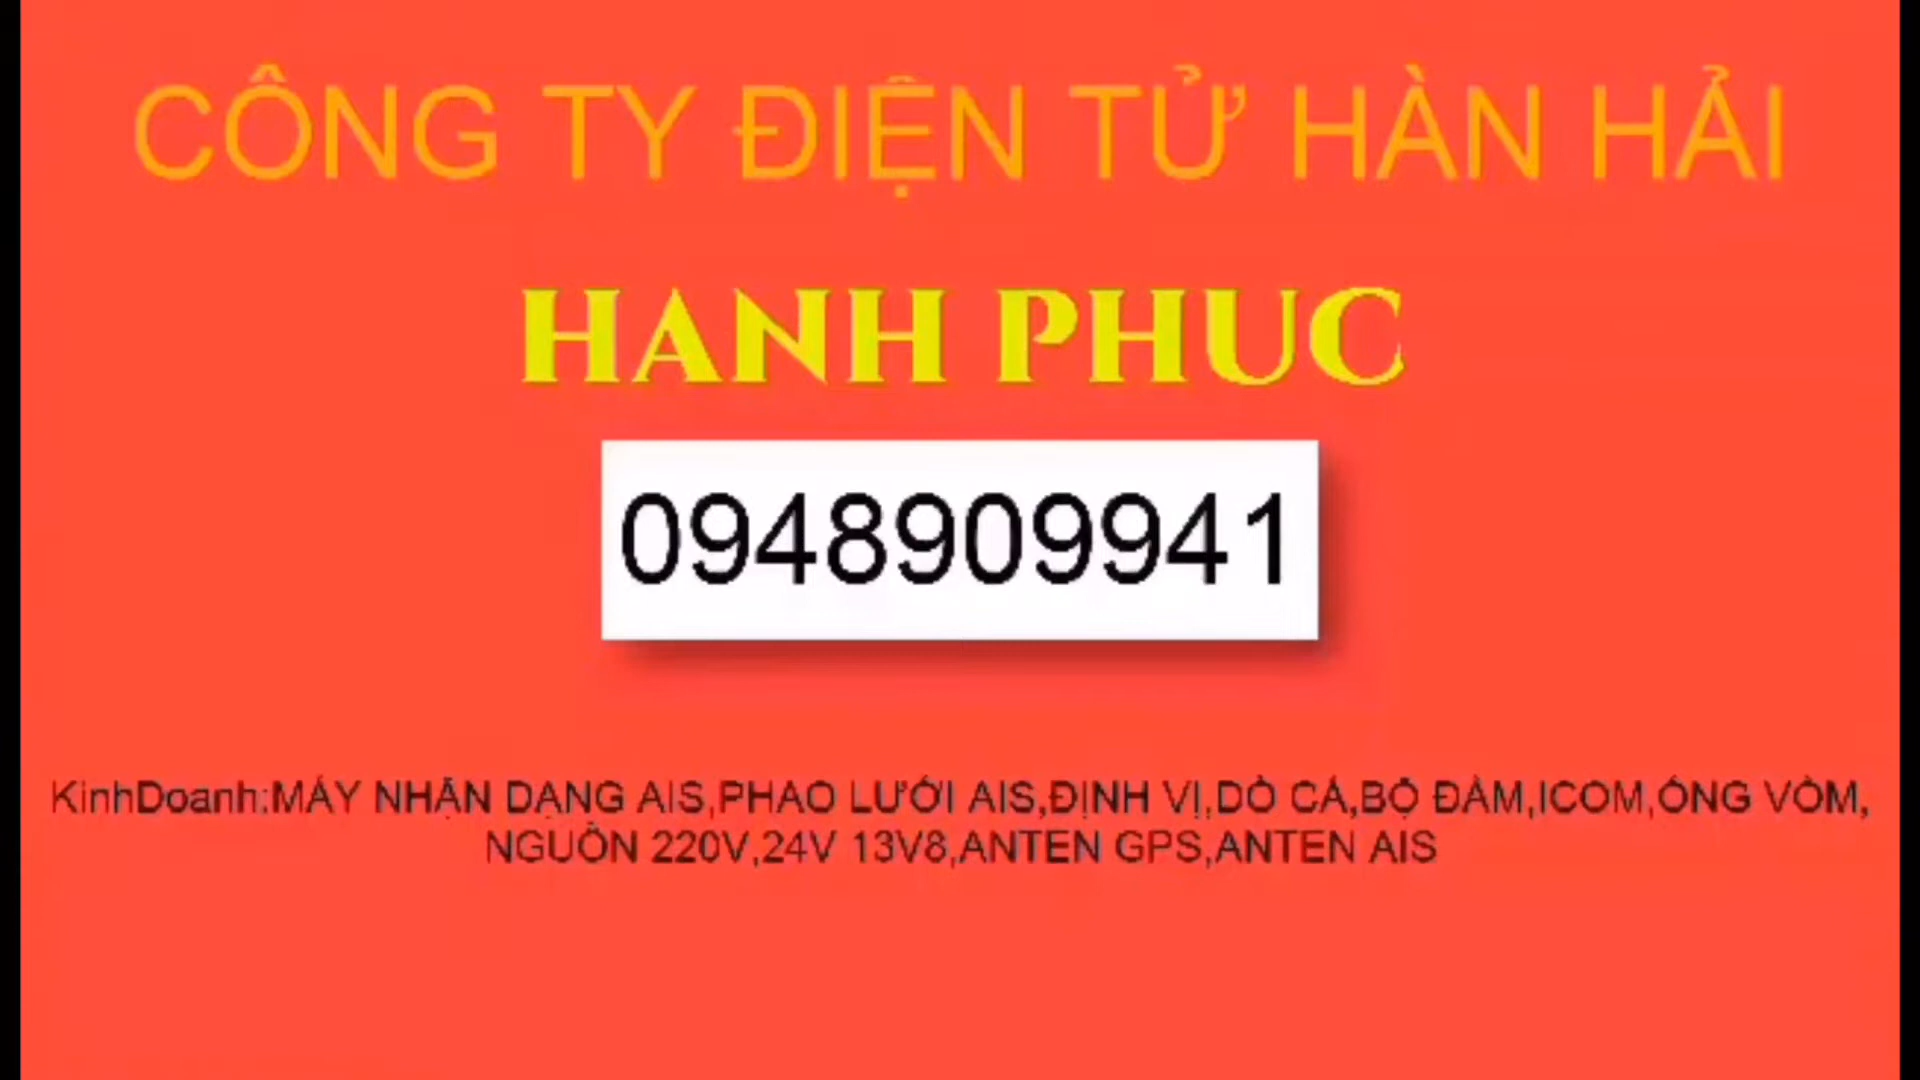 CÔNG TY ĐIỆN TỬ HÀN HẢI
HANH PHUC
0948909941
KinhDoanh:MÁY NHẬN DẠNG AIS,PHAO LƯỚI AIS,ĐỊNH VỊ,DÒ CÁ,BỘ ĐÀM,ICOM,ỐNG VÒM,
NGUỒN 220V,24V 13V8,ANTEN GPS,ANTEN AIS